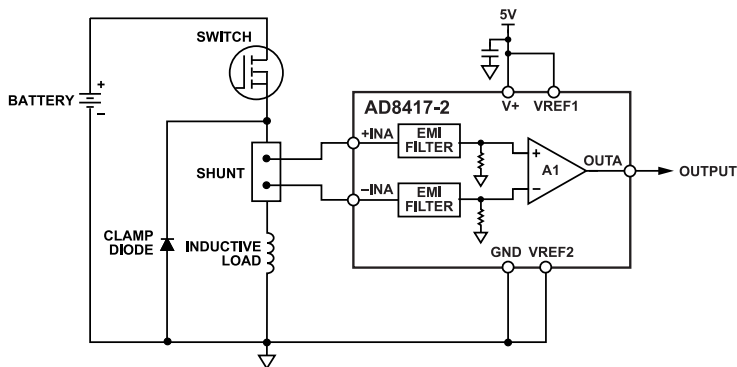 5V
SWITCH
BATTERY
+
–
AD8417-2
V+
VREF1
+INA
EMI
FILTER
+
–
A1
OUTA
OUTPUT
SHUNT
–INA
EMI
FILTER
CLAMP
DIODE
INDUCTIVE
LOAD
GND
VREF2